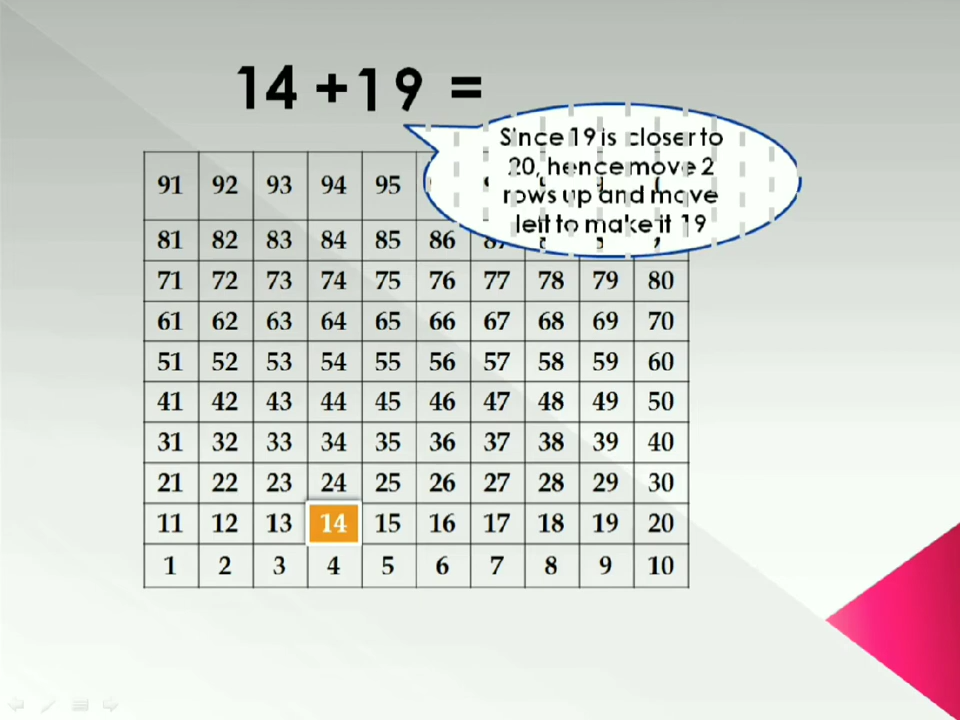 14 +19 =
Since 19 is closer to
20, hence move 2
rows up and move
left to make it 19
91 92 93 94 95
81 82 83 84 85 86
71 72 73 74 75 76 77 78 79 80
61 62 63 64 65 66 67 68 69 70
51 52 53 54 55 56 57 58 59 60
41 42 43 44 45 46 47 48 49 50
31 32 33 34 35 36 37 38 39 40
21 22 23 24 25 26 27 28 29 30
11 12 13 14 15 16 17 18 19 20
1 2 3 4 5 6 7 8 9 10